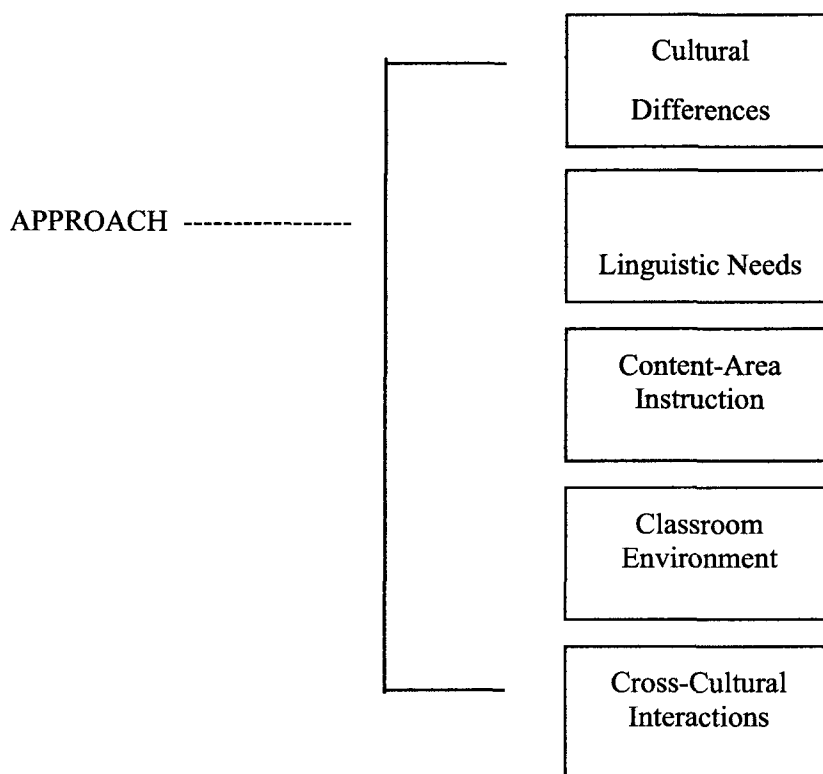 Cultural
Differences
APPROACH
Linguistic Needs
Content-Area
Instruction
Classroom
Environment
Cross-Cultural
Interactions